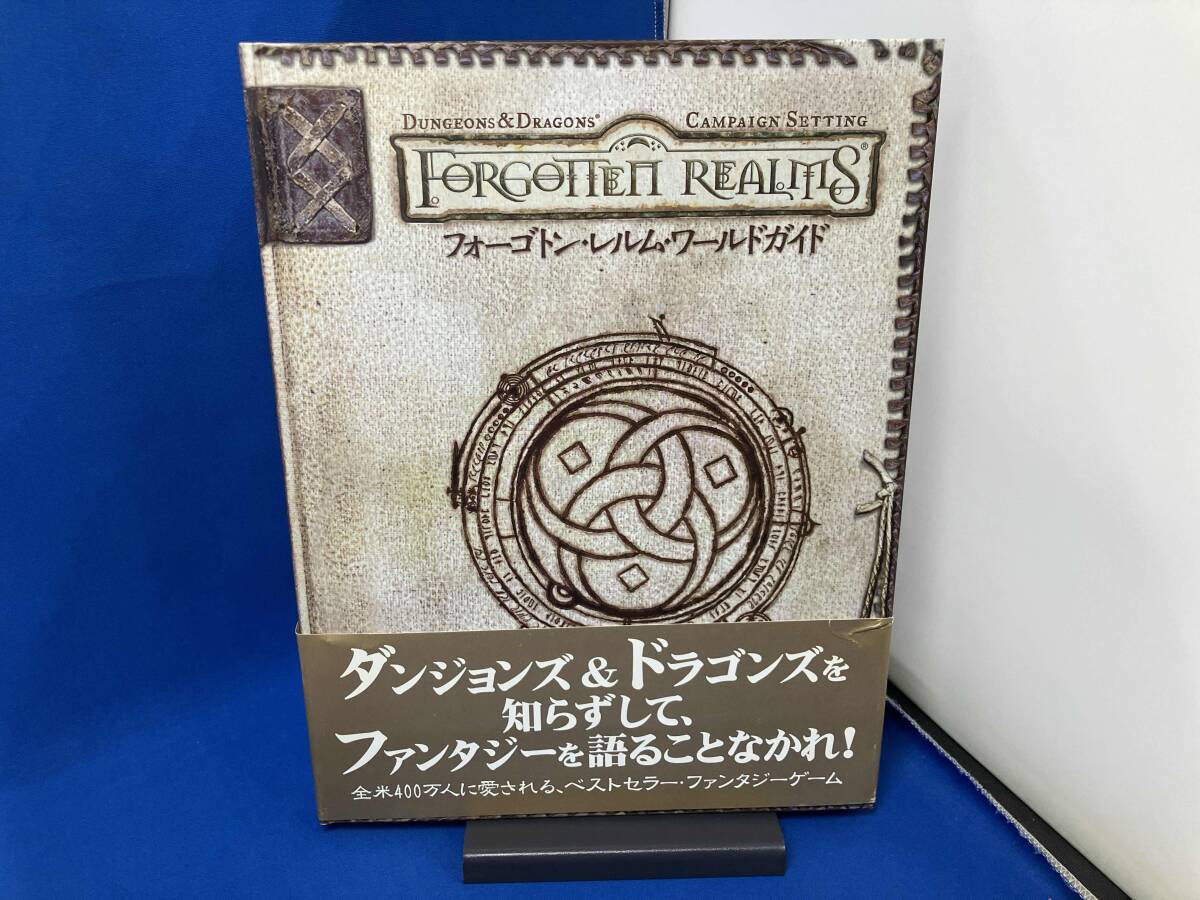 DUNGEONS & DRAGONS® CAMPAIGN SETTING
FORGOTTEN REALMS®
フォーゴトン・レルム・ワールドガイド
ダンジョンズ&ドラゴンズを
知らずして、
ファンタジーを語ることなかれ!
全米400万人に愛される、ベストセラー・ファンタジーゲーム